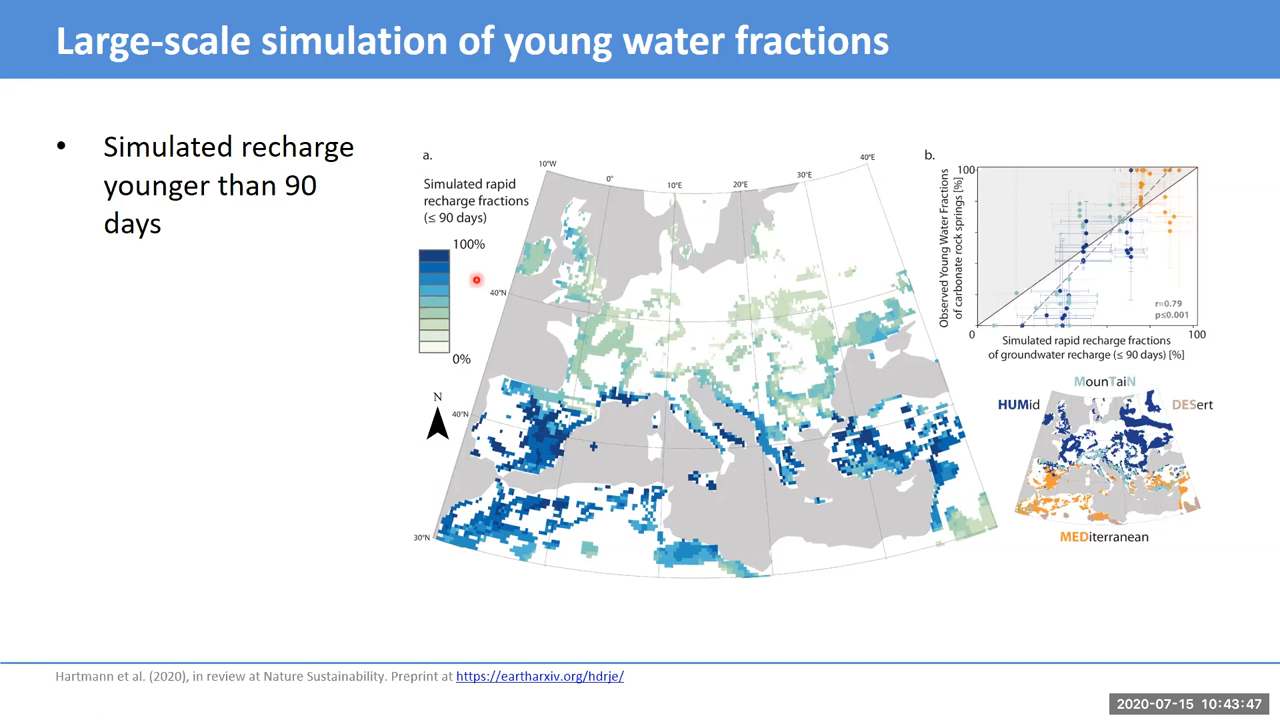 Large-scale simulation of young water fractions
• Simulated recharge
younger than 90
days
a.
Simulated rapid
recharge fractions
(≤ 90 days)
100%
0%
N
10°W
0°
10°E
20°E
30°E
40°E
40°N
40°N
30°N
b.
100
Observed Young Water Fractions
of carbonate rock springs [%]
r=0.79
p≤0.001
0
100
Simulated rapid recharge fractions
of groundwater recharge (≤ 90 days) [%]
MounTaiN
HUMid
DESert
MEDiterranean
Hartmann et al. (2020), in review at Nature Sustainability. Preprint at https://eartharxiv.org/hdrje/
2020-07-15 10:43:47